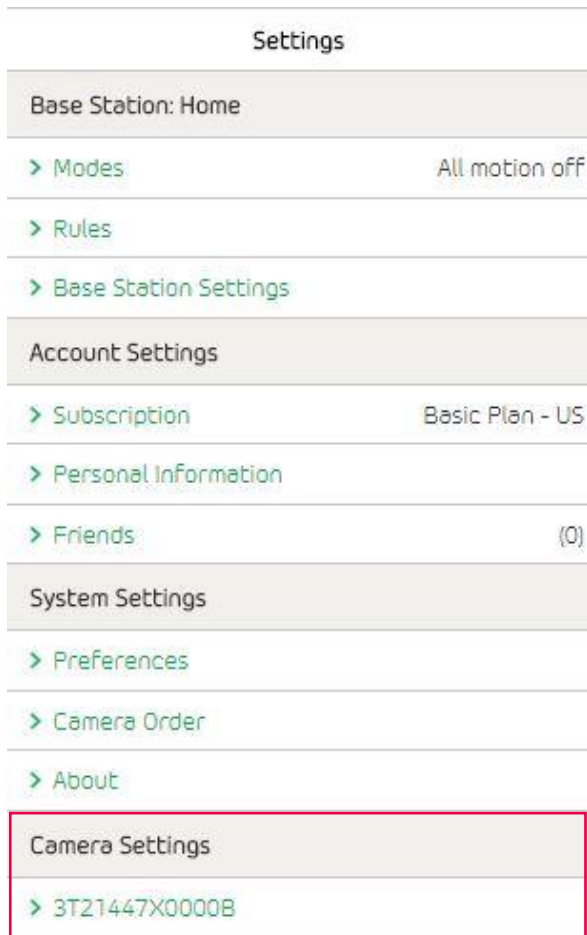 Settings
Base Station: Home
> Modes All motion off
> Rules
> Base Station Settings
Account Settings
> Subscription Basic Plan - US
> Personal Information
> Friends (0)
System Settings
> Preferences
> Camera Order
> About
Camera Settings
> 3T21447X0000B